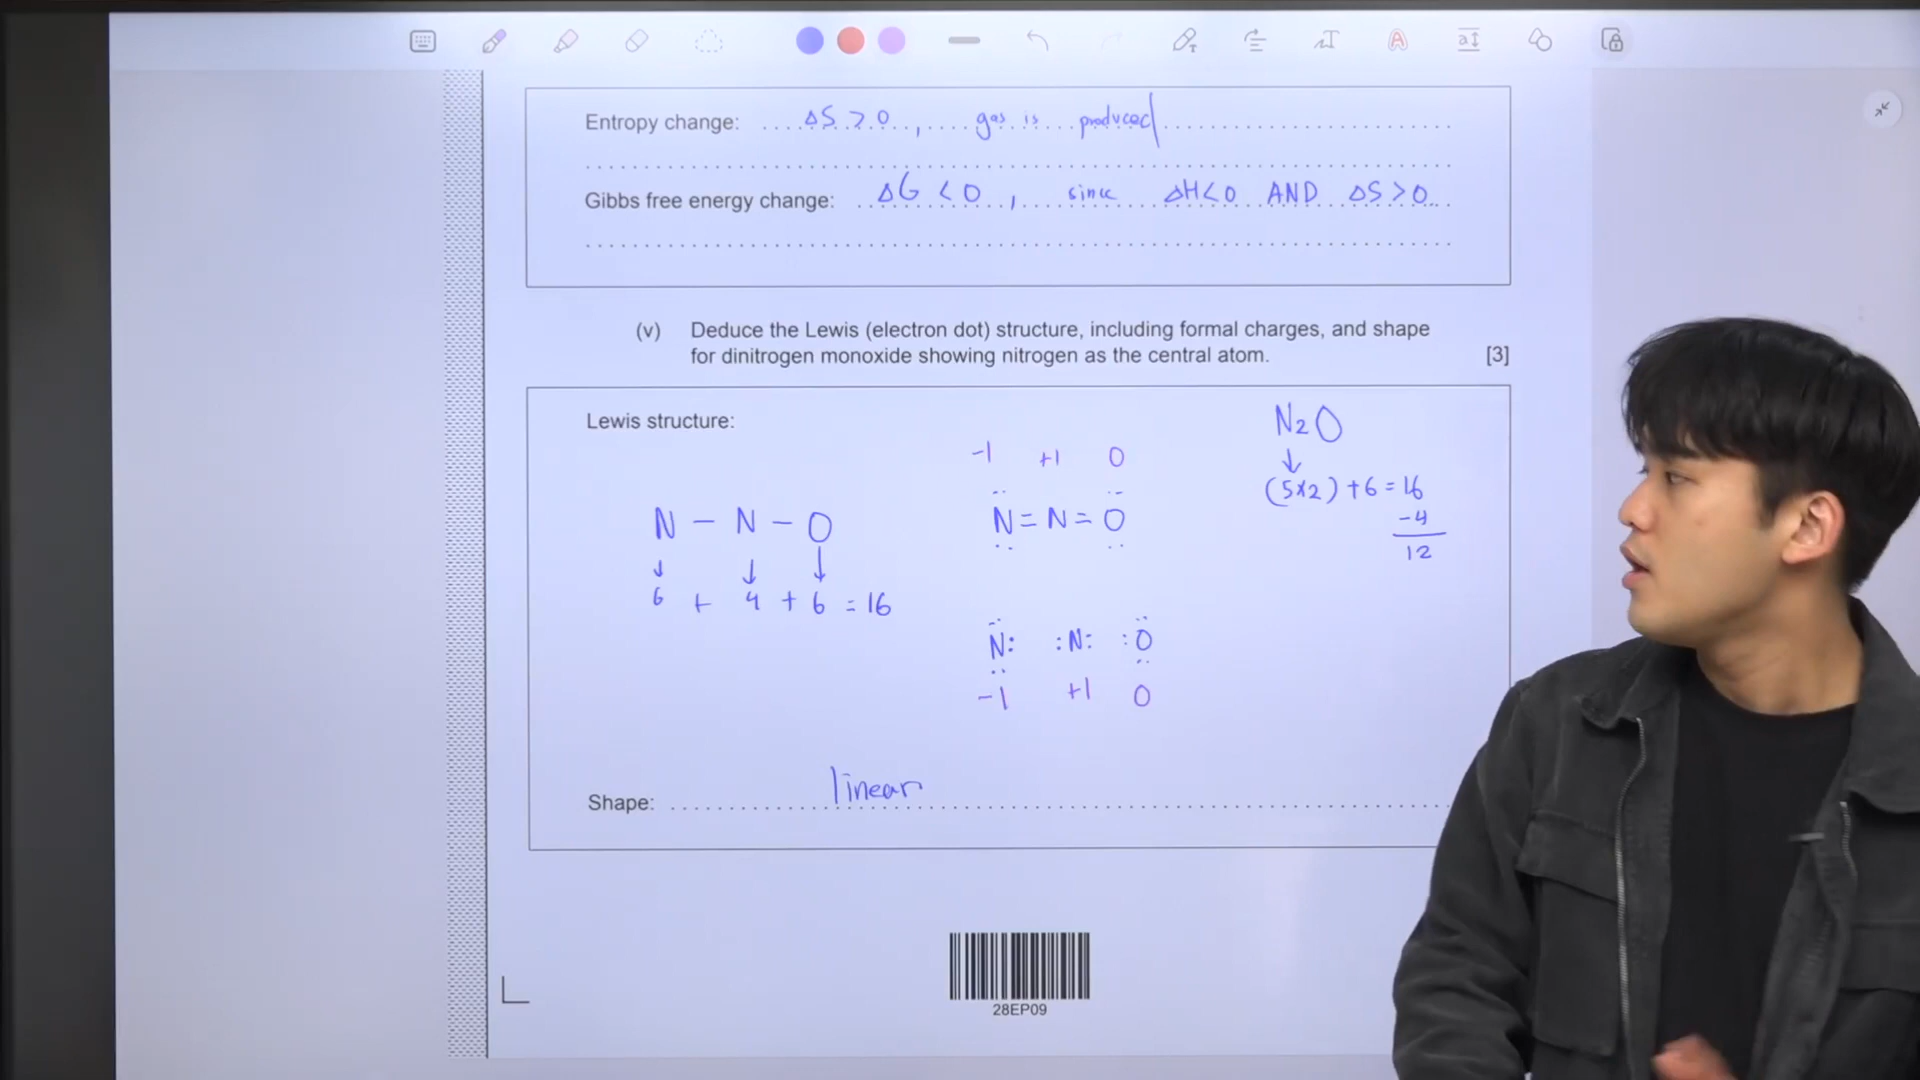 Entropy change: ΔS > 0, gas is produced
Gibbs free energy change: ΔG < 0, since ΔH<0 AND ΔS>0
(v) Deduce the Lewis (electron dot) structure, including formal charges, and shape
for dinitrogen monoxide showing nitrogen as the central atom. [3]
Lewis structure:
N2O
↓
(5x2)+6=16
-4
12
-1 +1 0
N=N=O
N - N - O
↓ ↓ ↓
6 + 4 + 6 = 16
N: :N: :O
-1 +1 0
Shape: linear
28EP09